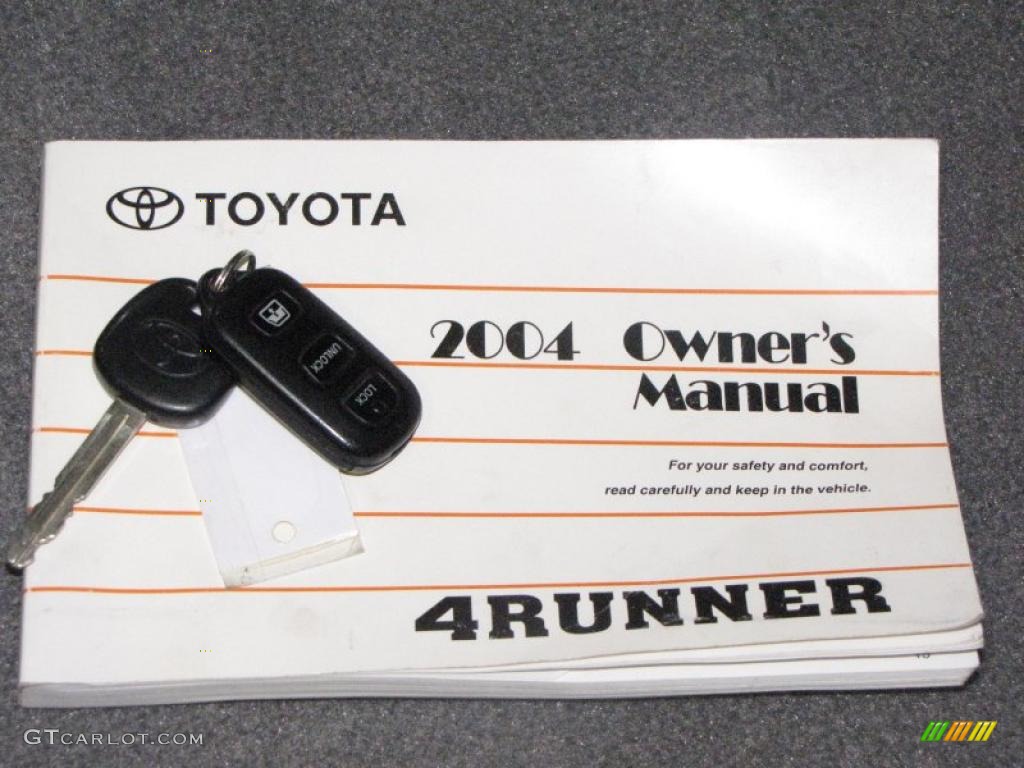 TOYOTA
UNLOCK
LOCK
2004 Owner's
Manual
For your safety and comfort,
read carefully and keep in the vehicle.
4RUNNER
GTCARLOT.COM